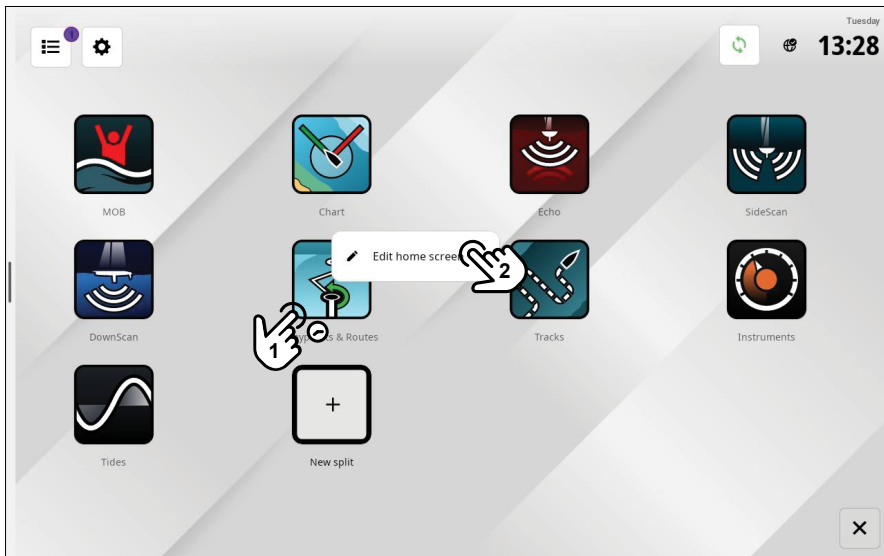 Tuesday
13:28
MOB
Chart
Echo
SideScan
Edit home screen
2
DownScan
1
& Routes
Tracks
Instruments
+
Tides
New split